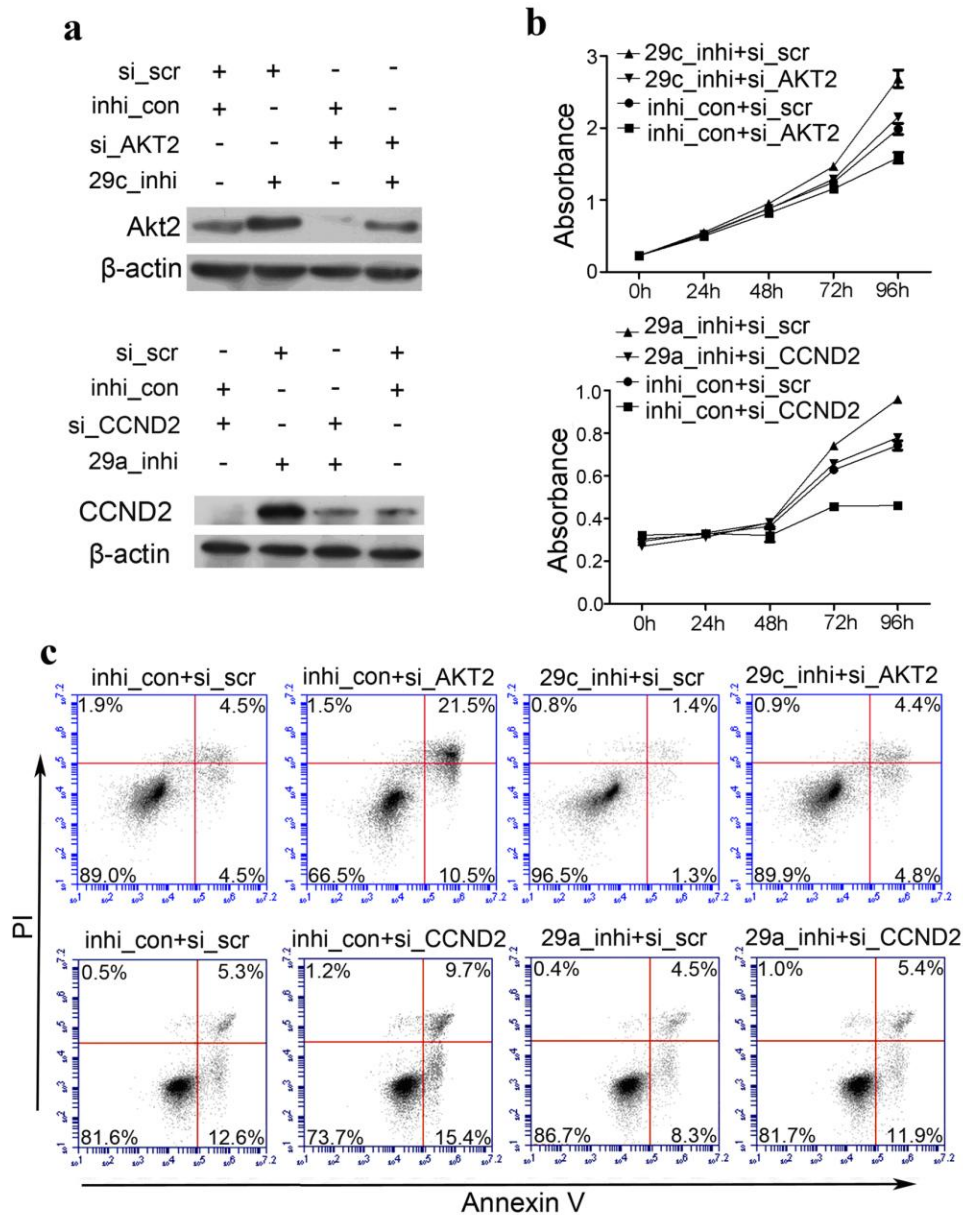 a
si_scr + + - -
inhi_con + - + -
si_AKT2 - - + +
29c_inhi - + - +
Akt2
β-actin
si_scr - + - +
inhi_con + - - +
si_CCND2 + - + -
29a_inhi - + + -
CCND2
β-actin
b
29c_inhi+si_scr
29c_inhi+si_AKT2
inhi_con+si_scr
inhi_con+si_AKT2
Absorbance
3
2
1
0
0h 24h 48h 72h 96h
29a_inhi+si_scr
29a_inhi+si_CCND2
inhi_con+si_scr
inhi_con+si_CCND2
Absorbance
1.0
0.8
0.6
0.4
0.2
0.0
0h 24h 48h 72h 96h
c
inhi_con+si_scr inhi_con+si_AKT2 29c_inhi+si_scr 29c_inhi+si_AKT2
1.9% 4.5% 1.5% 21.5% 0.8% 1.4% 0.9% 4.4%
89.0% 4.5% 66.5% 10.5% 96.5% 1.3% 89.9% 4.8%
inhi_con+si_scr inhi_con+si_CCND2 29a_inhi+si_scr 29a_inhi+si_CCND2
0.5% 5.3% 1.2% 9.7% 0.4% 4.5% 1.0% 5.4%
81.6% 12.6% 73.7% 15.4% 86.7% 8.3% 81.7% 11.9%
PI
Annexin V